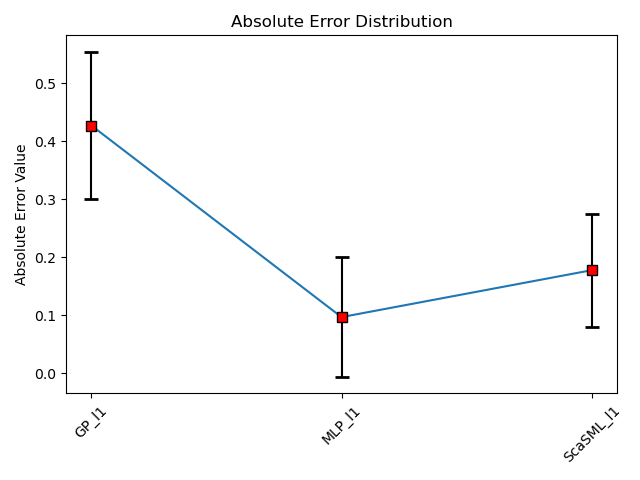 Absolute Error Distribution
Absolute Error Value
0.5
0.4
0.3
0.2
0.1
0.0
GP_l1
MLP_l1
ScaSML_l1